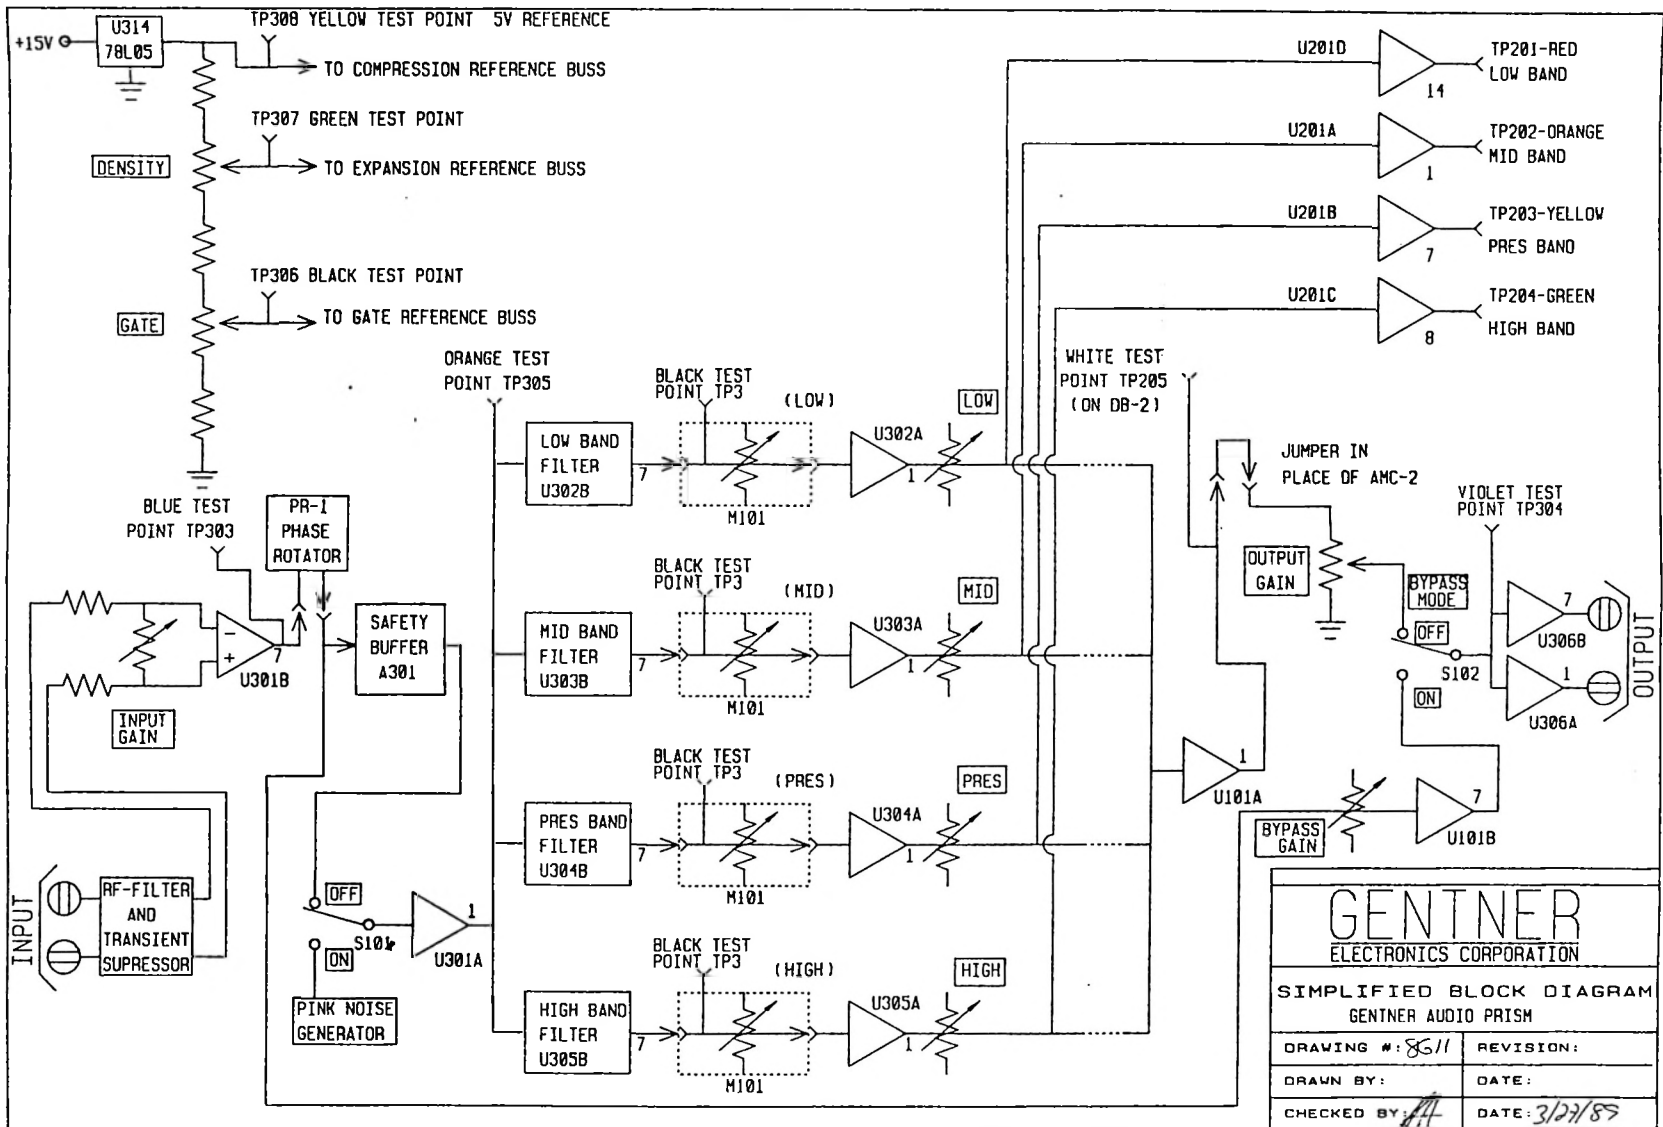 TP308 YELLOW TEST POINT 5V REFERENCE
+15V
U314
78L05
TO COMPRESSION REFERENCE BUSS
TP307 GREEN TEST POINT
DENSITY
TO EXPANSION REFERENCE BUSS
TP306 BLACK TEST POINT
GATE
TO GATE REFERENCE BUSS
U201D
14
TP201-RED
LOW BAND
U201A
1
TP202-ORANGE
MID BAND
U201B
7
TP203-YELLOW
PRES BAND
U201C
8
TP204-GREEN
HIGH BAND
ORANGE TEST
POINT TP305
BLACK TEST
POINT TP3
(LOW)
LOW BAND
FILTER
U302B
7
M101
U302A
1
LOW
WHITE TEST
POINT TP205
(ON DB-2)
JUMPER IN
PLACE OF AMC-2
VIOLET TEST
POINT TP304
BLUE TEST
POINT TP303
PR-1
PHASE
ROTATOR
BLACK TEST
POINT TP3
(MID)
MID BAND
FILTER
U303B
7
M101
U303A
1
MID
OUTPUT
GAIN
BYPASS
MODE
OFF
ON
S102
7
U306B
1
U306A
OUTPUT
-
+
7
U301B
INPUT
GAIN
SAFETY
BUFFER
A301
BLACK TEST
POINT TP3
(PRES)
PRES BAND
FILTER
U304B
7
M101
U304A
1
PRES
1
U101A
BYPASS
GAIN
7
U101B
INPUT
RF-FILTER
AND
TRANSIENT
SUPRESSOR
OFF
S101
ON
PINK NOISE
GENERATOR
1
U301A
BLACK TEST
POINT TP3
(HIGH)
HIGH BAND
FILTER
U305B
7
M101
U305A
1
HIGH
GENTNER
ELECTRONICS CORPORATION
SIMPLIFIED BLOCK DIAGRAM
GENTNER AUDIO PRISM
DRAWING #: 8G11
REVISION:
DRAWN BY:
DATE:
CHECKED BY:
DATE: 3/27/89